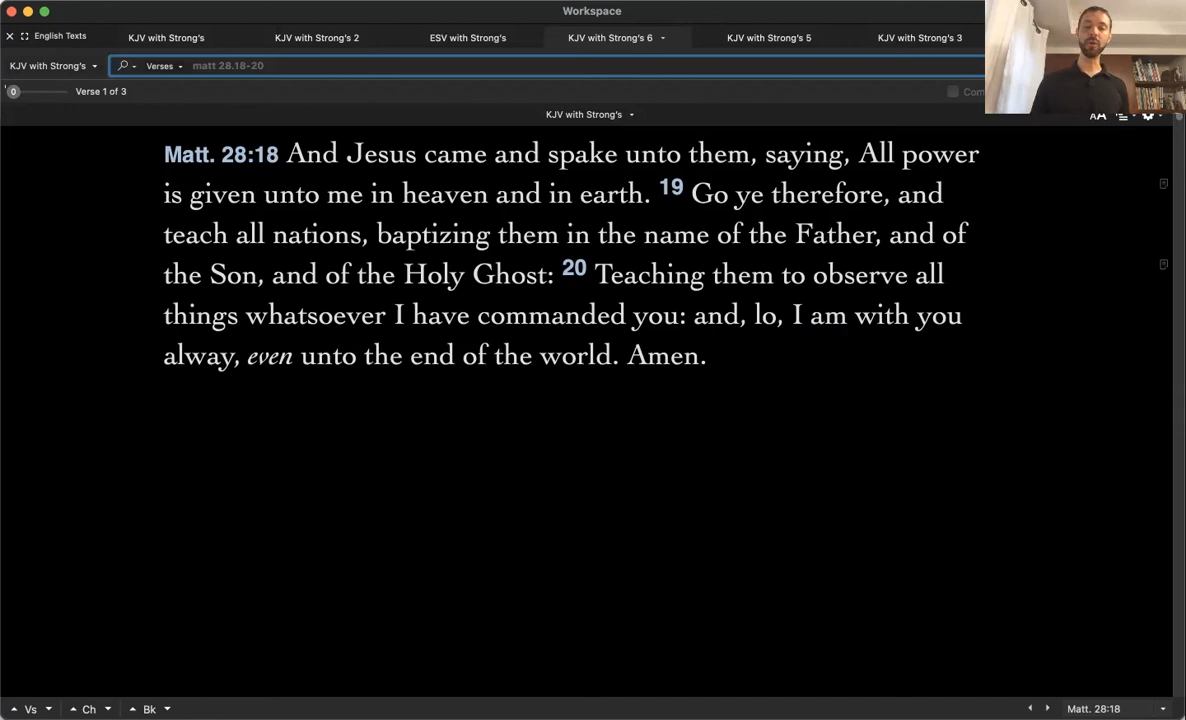 Workspace
English Texts KJV with Strong's KJV with Strong's 2 ESV with Strong's KJV with Strong's 6 KJV with Strong's 5 KJV with Strong's 3
KJV with Strong's Verses matt 28.18-20
0 Verse 1 of 3 Com
KJV with Strong's AA
Matt. 28:18 And Jesus came and spake unto them, saying, All power
is given unto me in heaven and in earth. 19 Go ye therefore, and
teach all nations, baptizing them in the name of the Father, and of
the Son, and of the Holy Ghost: 20 Teaching them to observe all
things whatsoever I have commanded you: and, lo, I am with you
alway, even unto the end of the world. Amen.
Vs Ch Bk Matt. 28:18